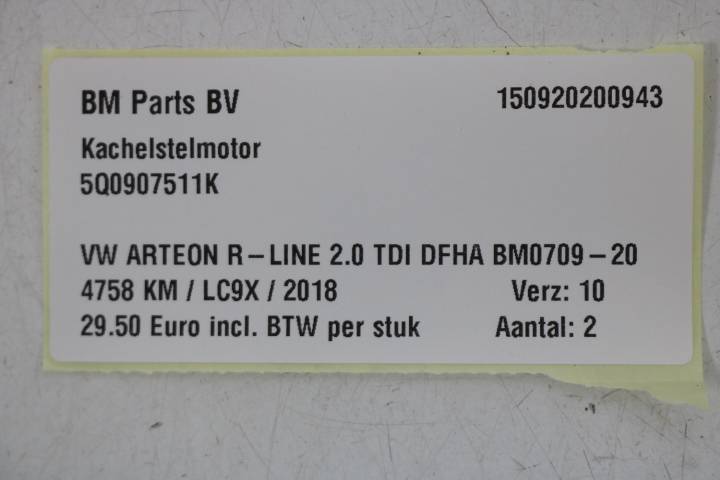 BM Parts BV 150920200943
Kachelstelmotor
5Q0907511K
VW ARTEON R-LINE 2.0 TDI DFHA BM0709-20
4758 KM / LC9X / 2018 Verz: 10
29.50 Euro incl. BTW per stuk Aantal: 2